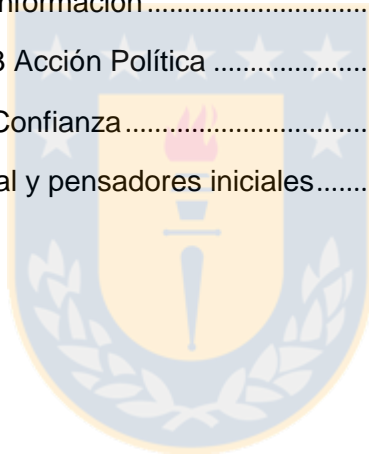 nformación...................................
3 Acción Política .....................
Confianza.................................
al y pensadores iniciales.......